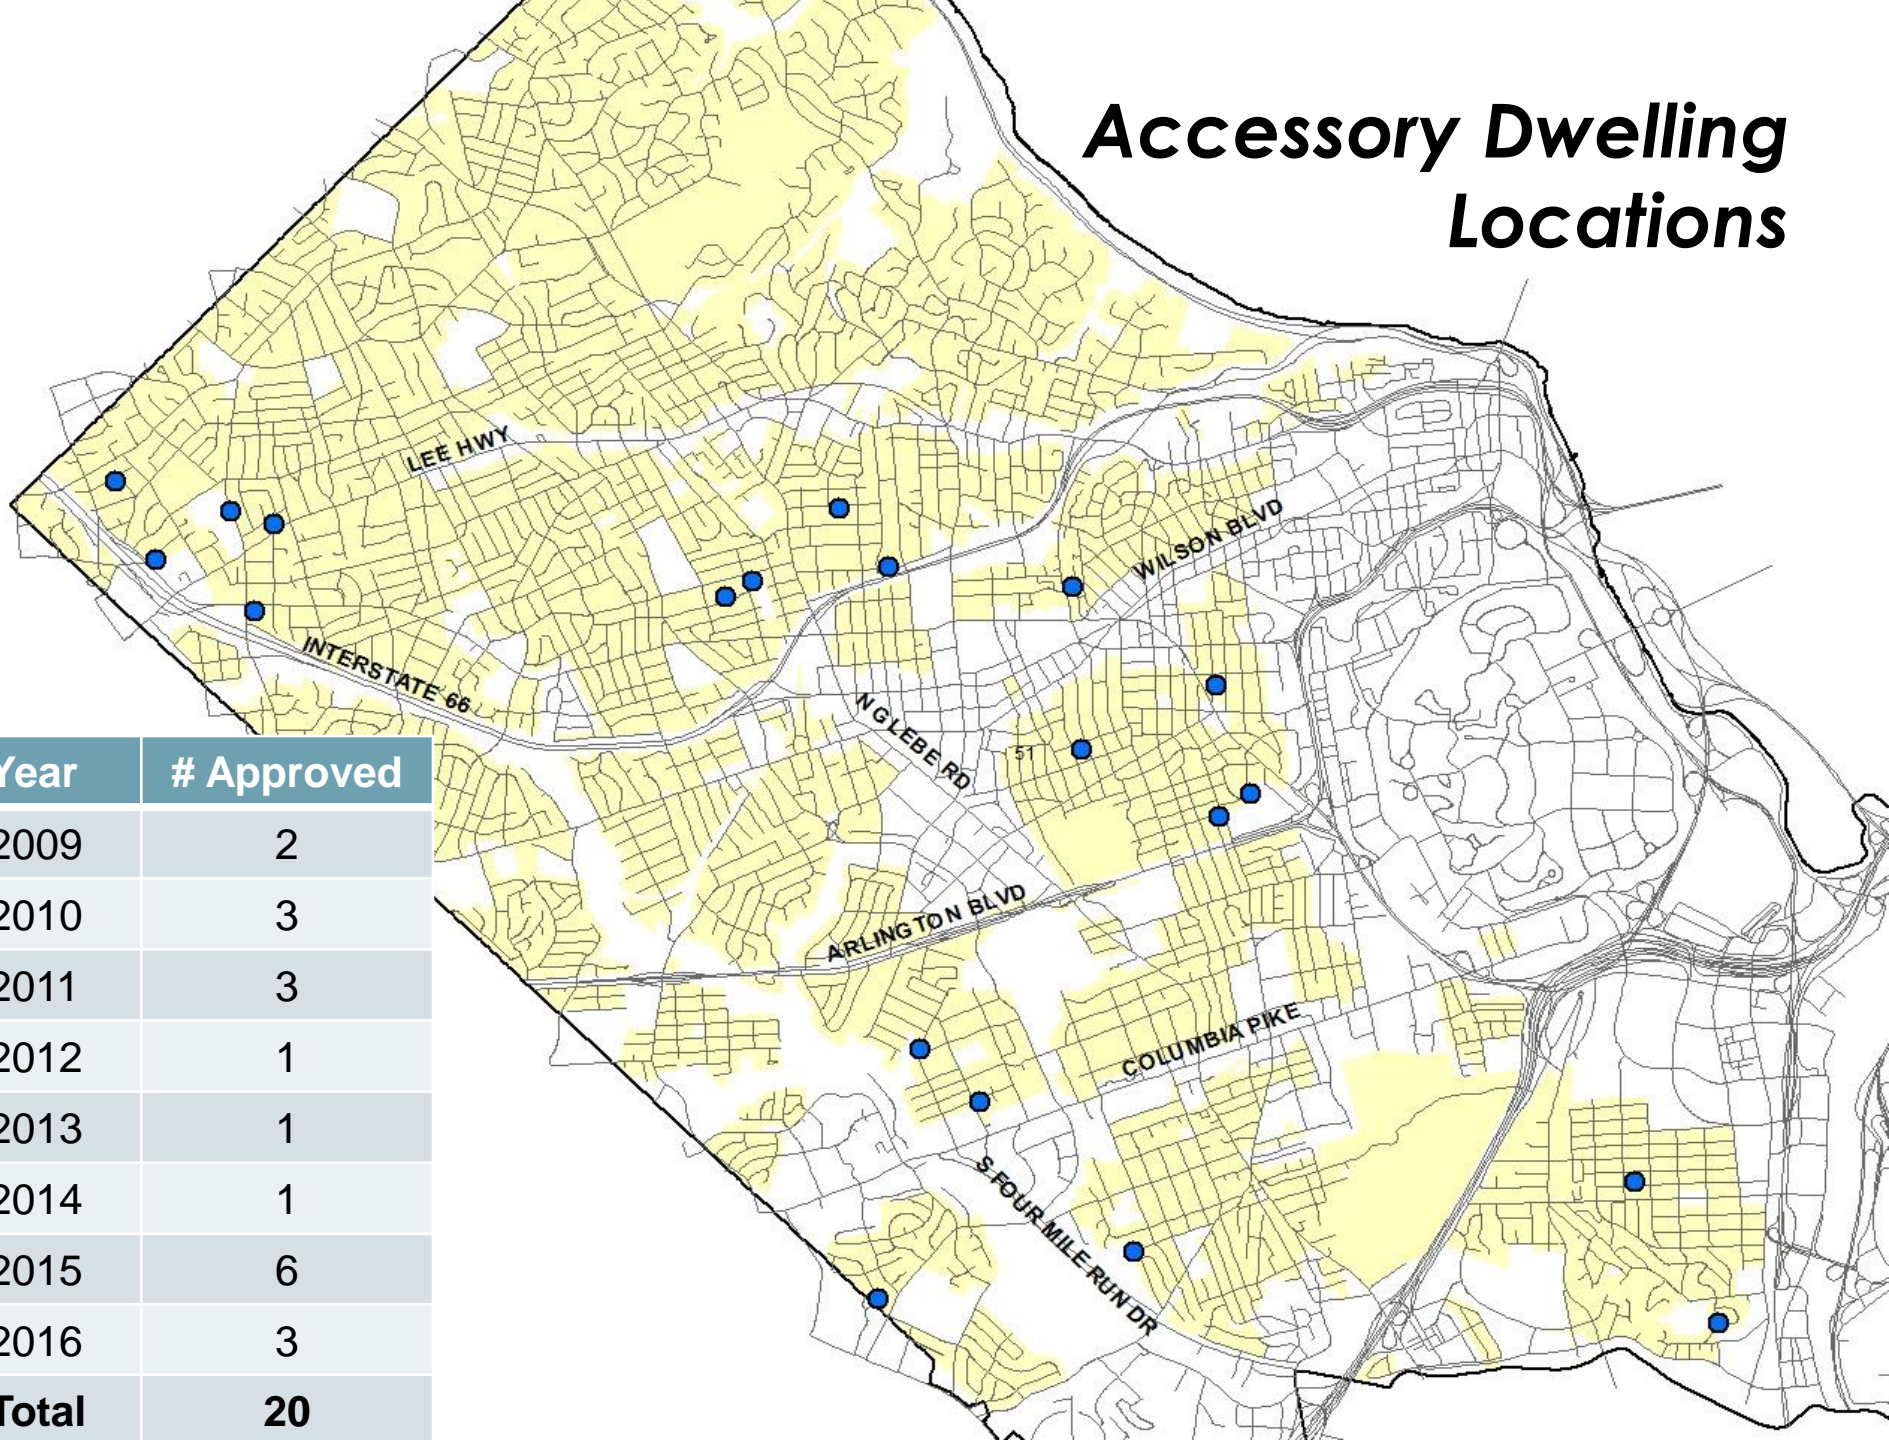 Accessory Dwelling
Locations
LEE HWY
WILSON BLVD
INTERSTATE 66
N GLEBE RD
51
ARLINGTON BLVD
COLUMBIA PIKE
S FOUR MILE RUN DR
Year # Approved
2009 2
2010 3
2011 3
2012 1
2013 1
2014 1
2015 6
2016 3
Total 20